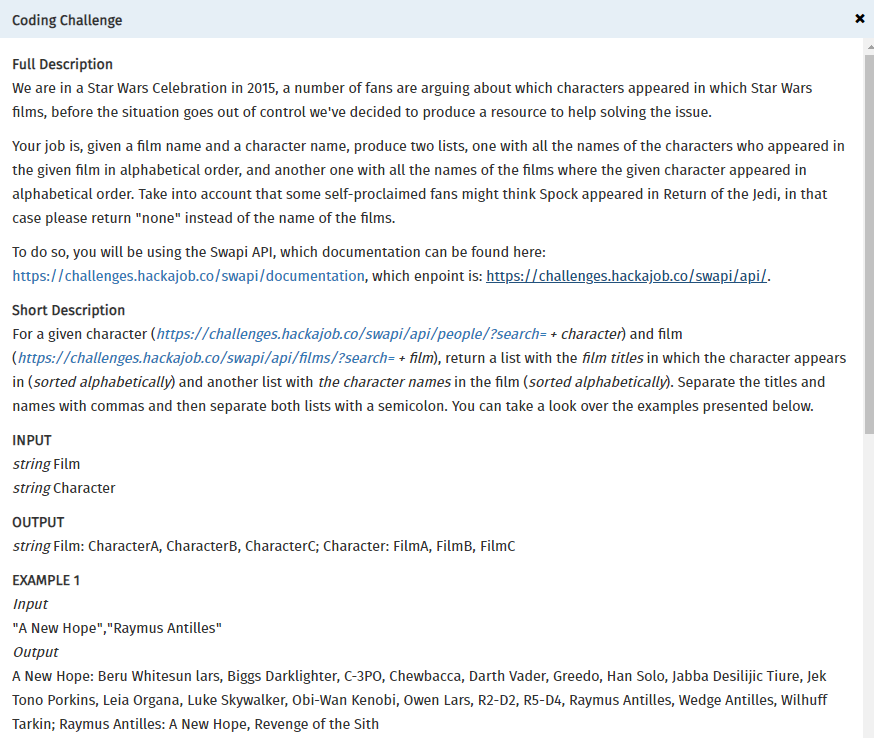 Coding Challenge
Full Description
We are in a Star Wars Celebration in 2015, a number of fans are arguing about which characters appeared in which Star Wars
films, before the situation goes out of control we've decided to produce a resource to help solving the issue.
Your job is, given a film name and a character name, produce two lists, one with all the names of the characters who appeared in
the given film in alphabetical order, and another one with all the names of the films where the given character appeared in
alphabetical order. Take into account that some self-proclaimed fans might think Spock appeared in Return of the Jedi, in that
case please return "none" instead of the name of the films.
To do so, you will be using the Swapi API, which documentation can be found here:
https://challenges.hackajob.co/swapi/documentation, which enpoint is: https://challenges.hackajob.co/swapi/api/.
Short Description
For a given character (https://challenges.hackajob.co/swapi/api/people/?search= + character) and film
(https://challenges.hackajob.co/swapi/api/films/?search= + film), return a list with the film titles in which the character appears
in (sorted alphabetically) and another list with the character names in the film (sorted alphabetically). Separate the titles and
names with commas and then separate both lists with a semicolon. You can take a look over the examples presented below.
INPUT
string Film
string Character
OUTPUT
string Film: CharacterA, CharacterB, CharacterC; Character: FilmA, FilmB, FilmC
EXAMPLE 1
Input
"A New Hope","Raymus Antilles"
Output
A New Hope: Beru Whitesun lars, Biggs Darklighter, C-3PO, Chewbacca, Darth Vader, Greedo, Han Solo, Jabba Desilijic Tiure, Jek
Tono Porkins, Leia Organa, Luke Skywalker, Obi-Wan Kenobi, Owen Lars, R2-D2, R5-D4, Raymus Antilles, Wedge Antilles, Wilhuff
Tarkin; Raymus Antilles: A New Hope, Revenge of the Sith